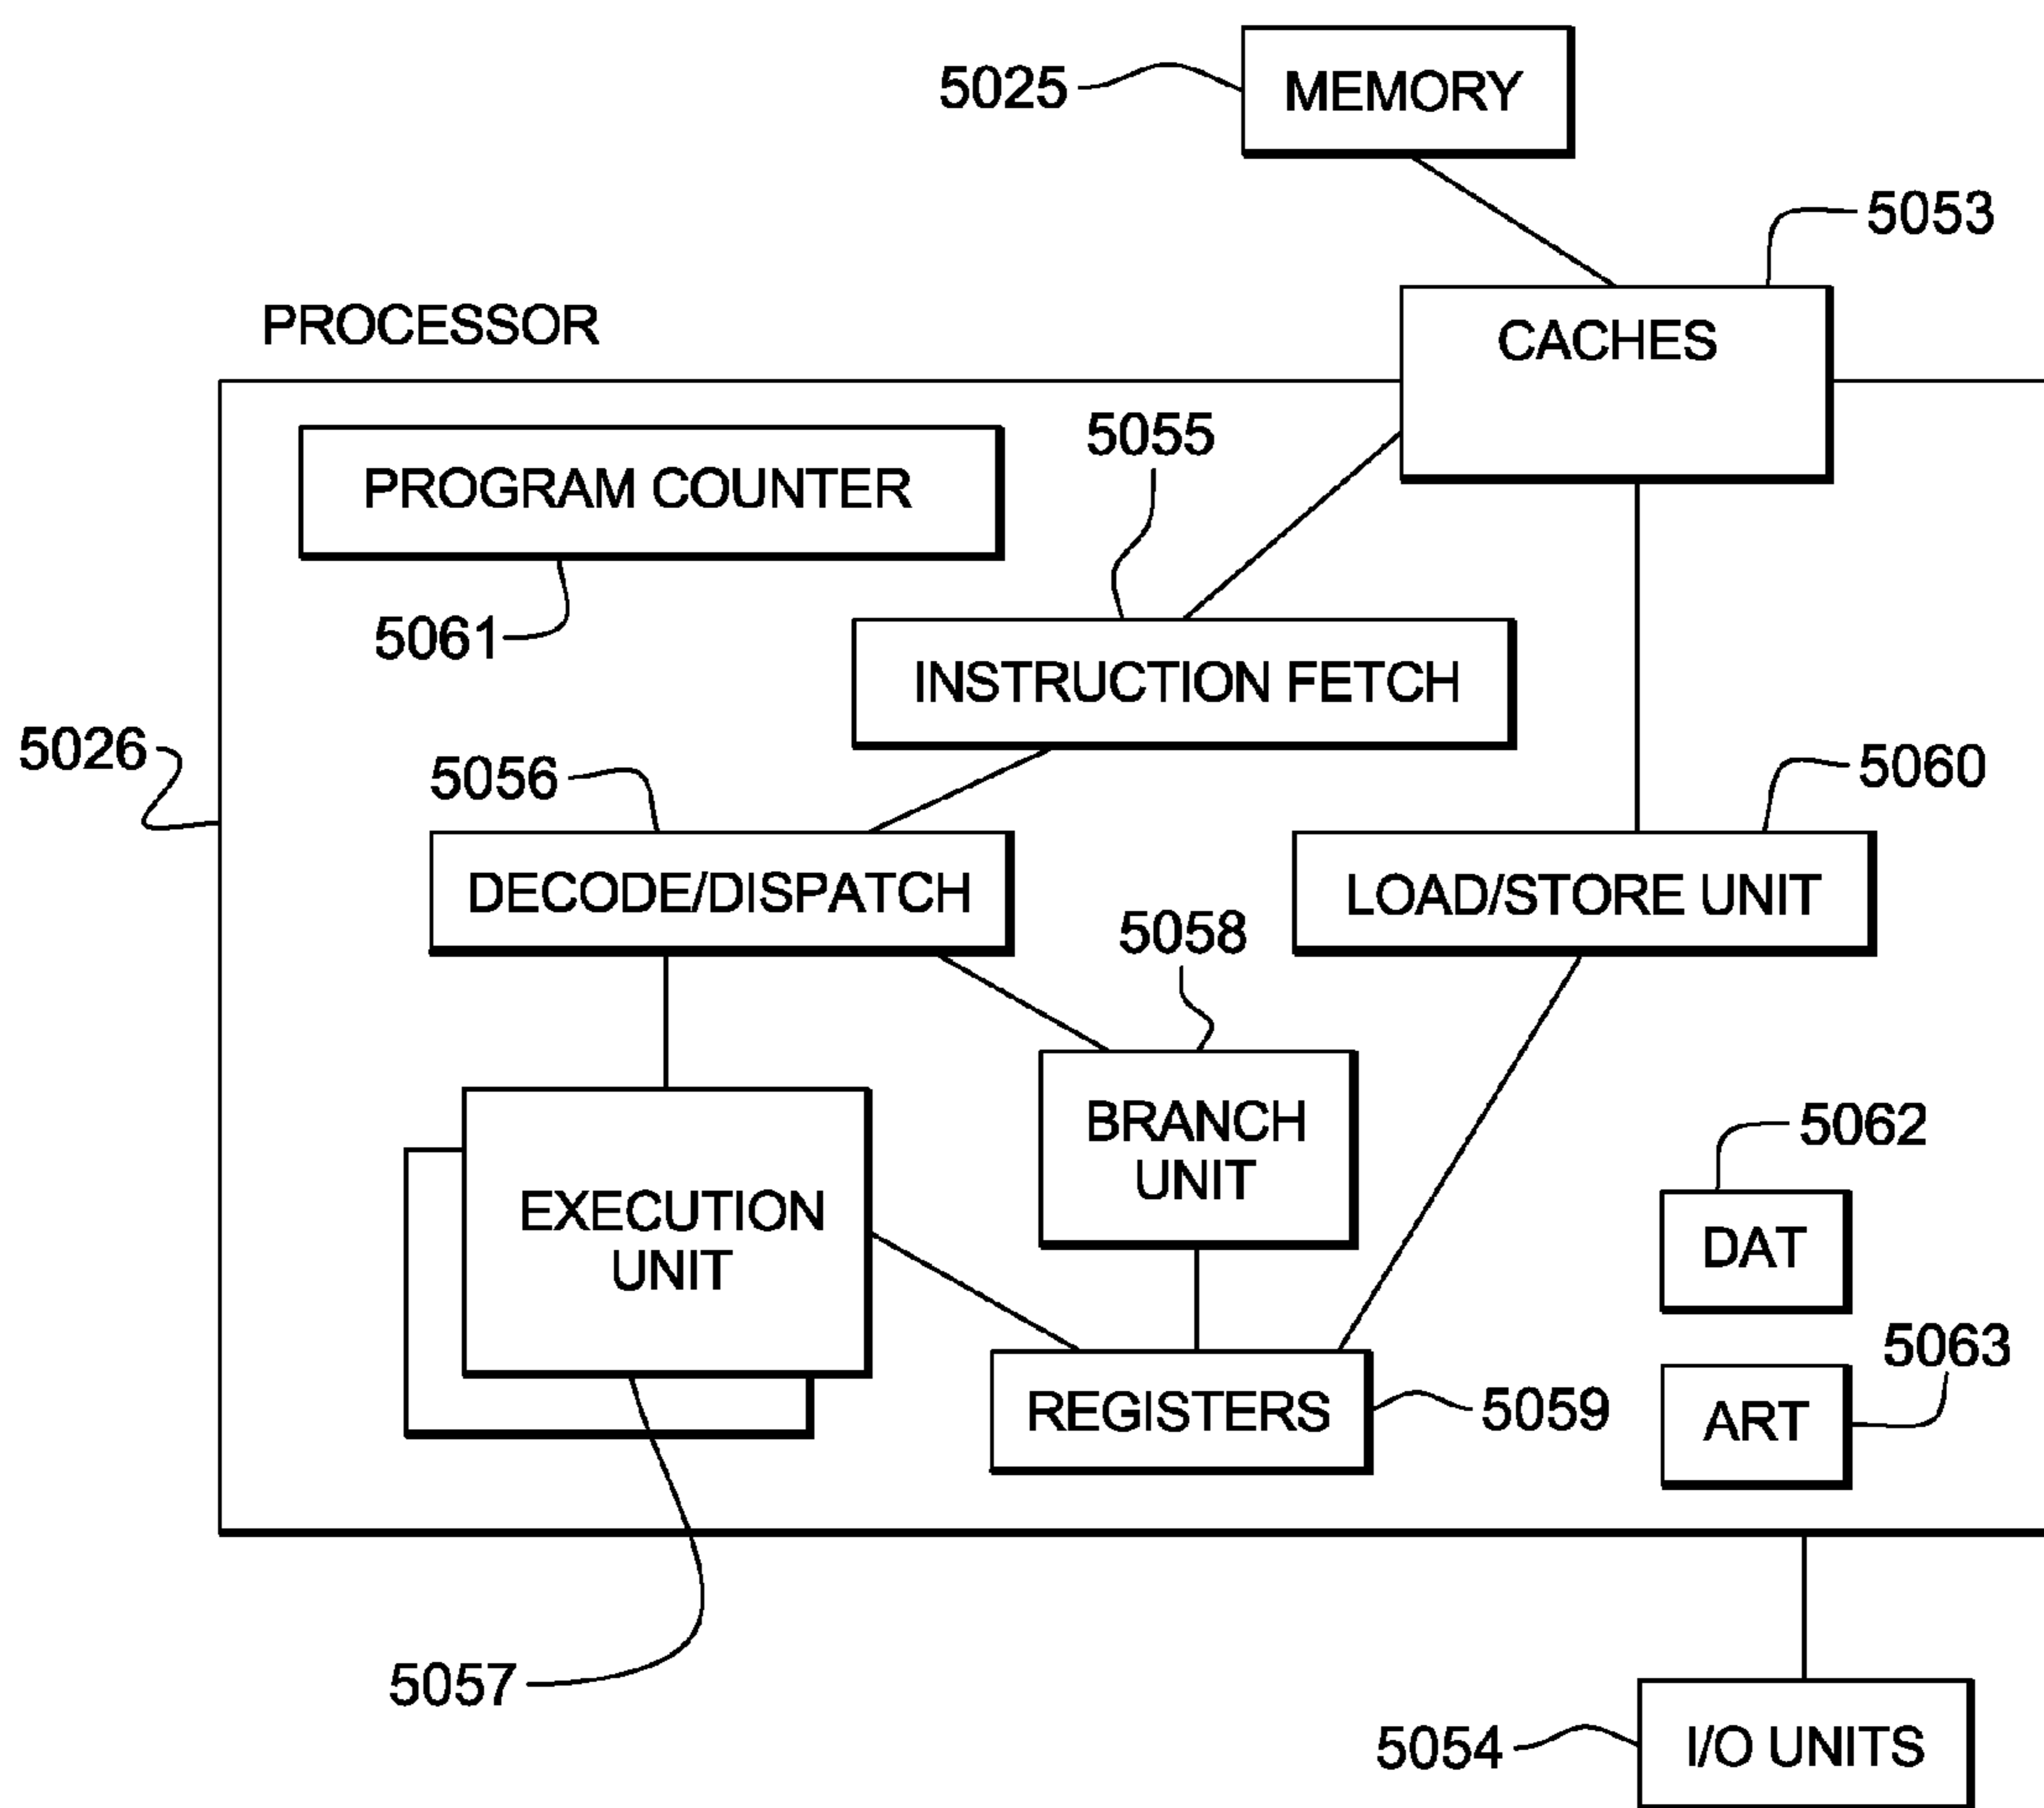 MEMORY
5025
5053
CACHES
PROCESSOR
5055
PROGRAM COUNTER
5061
INSTRUCTION FETCH
5026
5056
5060
DECODE/DISPATCH
LOAD/STORE UNIT
5058
BRANCH
UNIT
5062
EXECUTION
UNIT
DAT
5063
REGISTERS
5059
ART
5057
5054
I/O UNITS